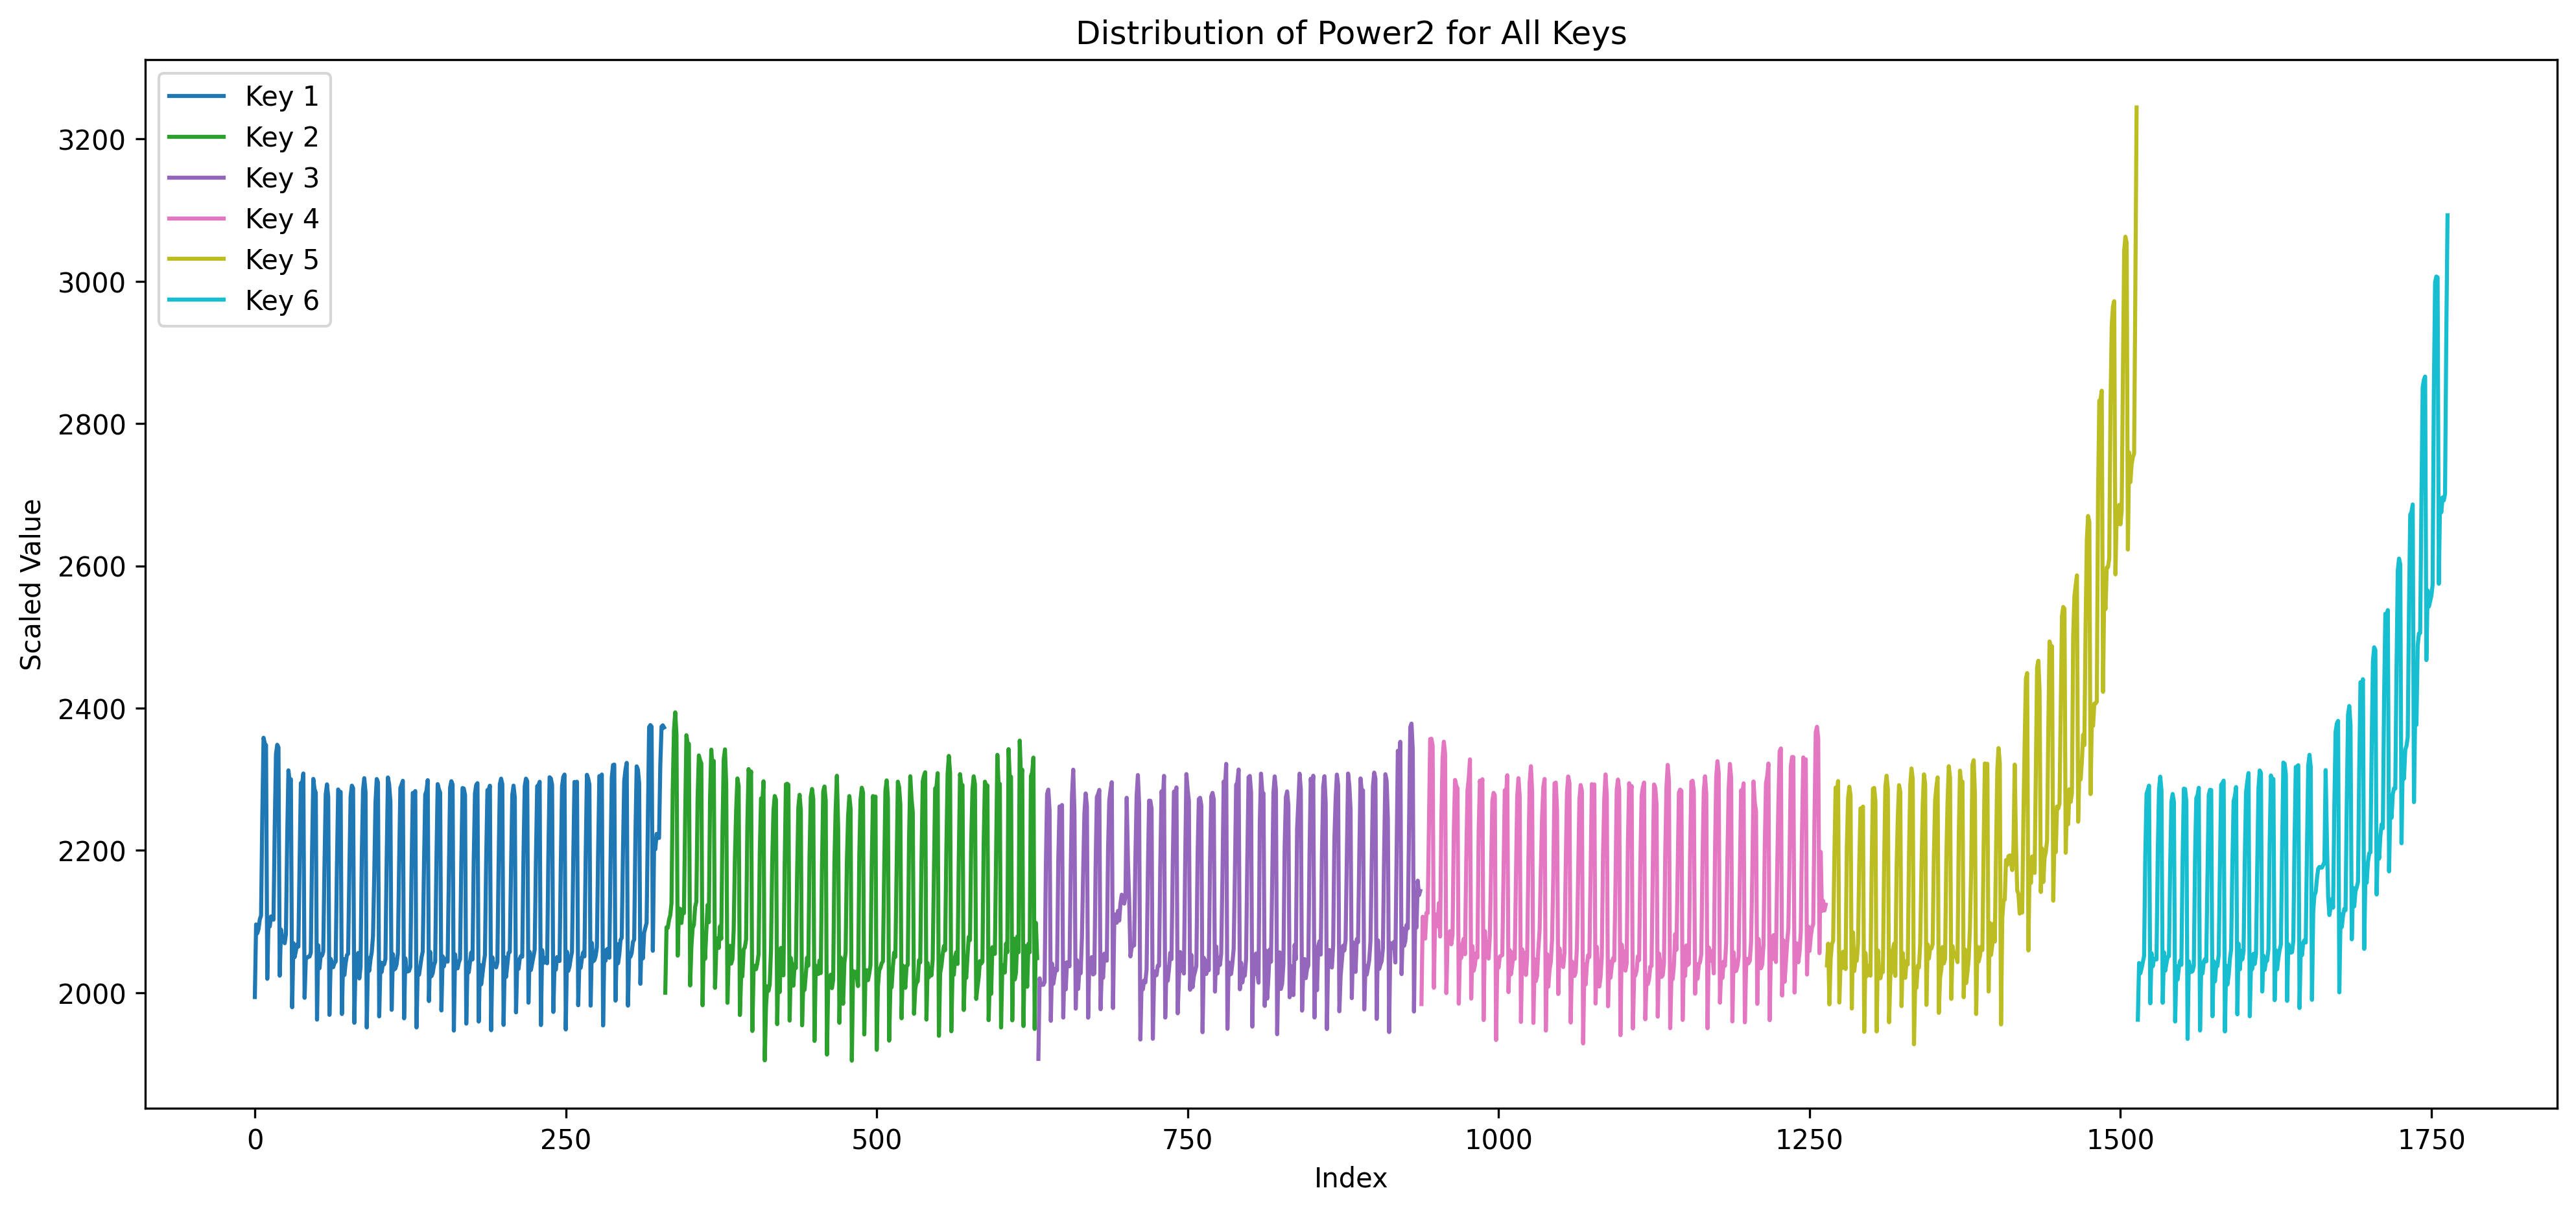 Distribution of Power2 for All Keys
Key 1
Key 2
Key 3
Key 4
Key 5
Key 6
3200
3000
2800
2600
2400
2200
2000
Scaled Value
0 250 500 750 1000 1250 1500 1750
Index